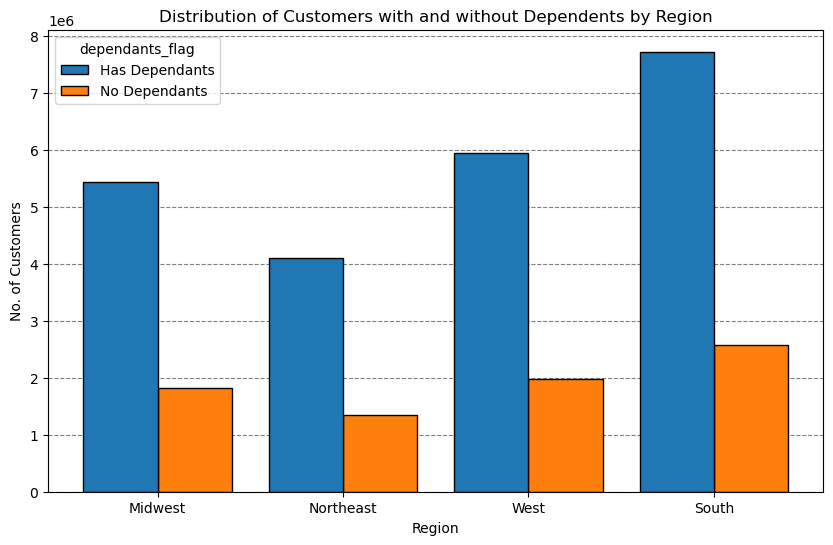 Distribution of Customers with and without Dependents by Region
1e6
dependants_flag
Has Dependants
No Dependants
8
7
6
5
4
3
2
1
0
No. of Customers
Midwest Northeast West South
Region